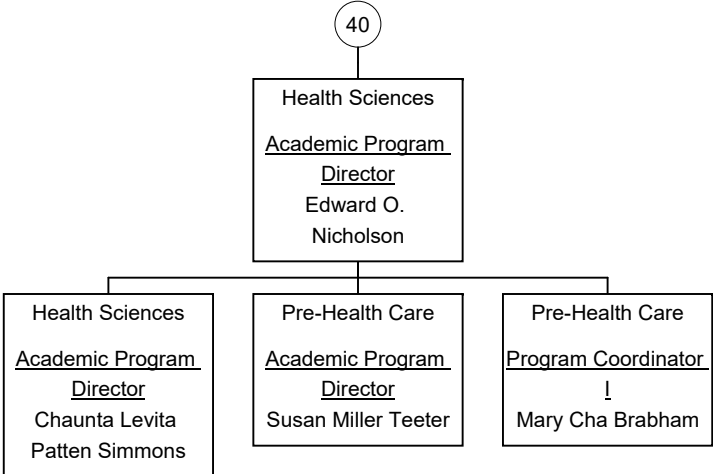 40
Health Sciences
Academic Program
Director
Edward O.
Nicholson
Health Sciences
Academic Program
Director
Chaunta Levita
Patten Simmons
Pre-Health Care
Academic Program
Director
Susan Miller Teeter
Pre-Health Care
Program Coordinator
I
Mary Cha Brabham